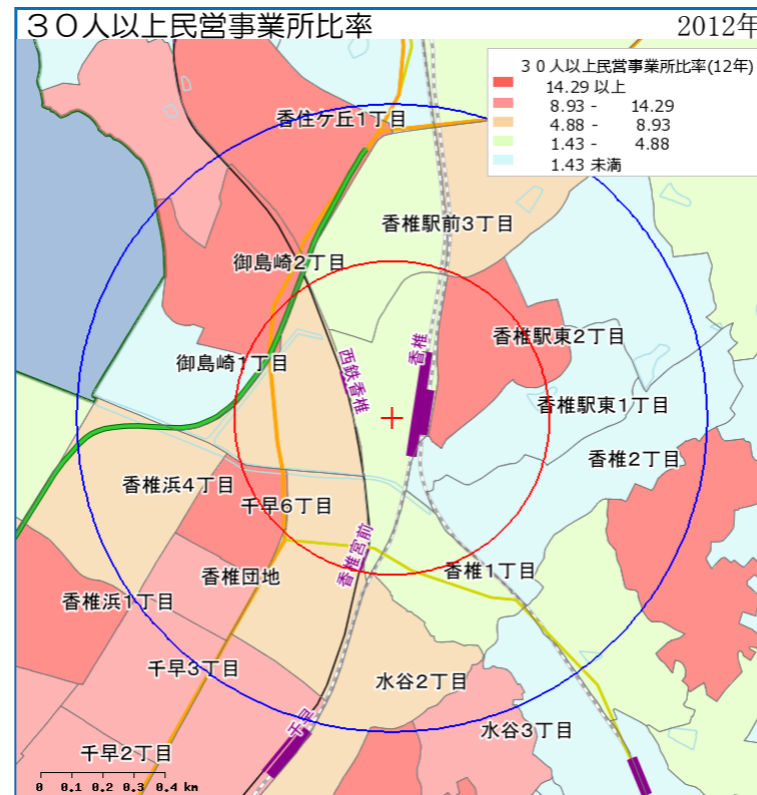 ３０人以上民営事業所比率
2012年
３０人以上民営事業所比率(12年)
14.29 以上
8.93 - 14.29
4.88 - 8.93
1.43 - 4.88
1.43 未満
香住ケ丘1丁目
香椎駅前3丁目
御島崎2丁目
香椎駅東2丁目
御島崎1丁目
香椎
西鉄香椎
香椎駅東1丁目
香椎2丁目
香椎浜4丁目
千早6丁目
香椎宮前
香椎1丁目
香椎団地
香椎浜1丁目
千早3丁目
水谷2丁目
千早
水谷3丁目
千早2丁目
0 0.1 0.2 0.3 0.4 km